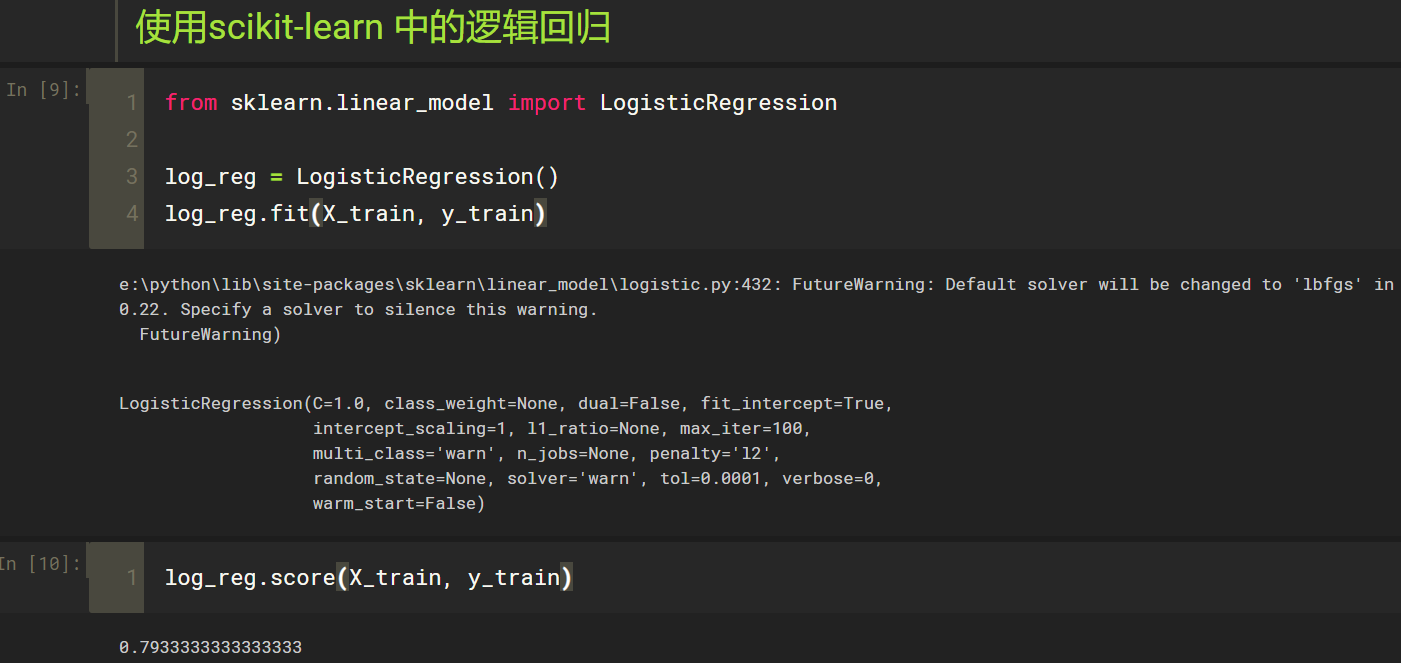 使用scikit-learn 中的逻辑回归
In [9]:
1 from sklearn.linear_model import LogisticRegression
2
3 log_reg = LogisticRegression()
4 log_reg.fit(X_train, y_train)
e:\python\lib\site-packages\sklearn\linear_model\logistic.py:432: FutureWarning: Default solver will be changed to 'lbfgs' in
0.22. Specify a solver to silence this warning.
FutureWarning)
LogisticRegression(C=1.0, class_weight=None, dual=False, fit_intercept=True,
intercept_scaling=1, l1_ratio=None, max_iter=100,
multi_class='warn', n_jobs=None, penalty='l2',
random_state=None, solver='warn', tol=0.0001, verbose=0,
warm_start=False)
In [10]:
1 log_reg.score(X_train, y_train)
0.7933333333333333